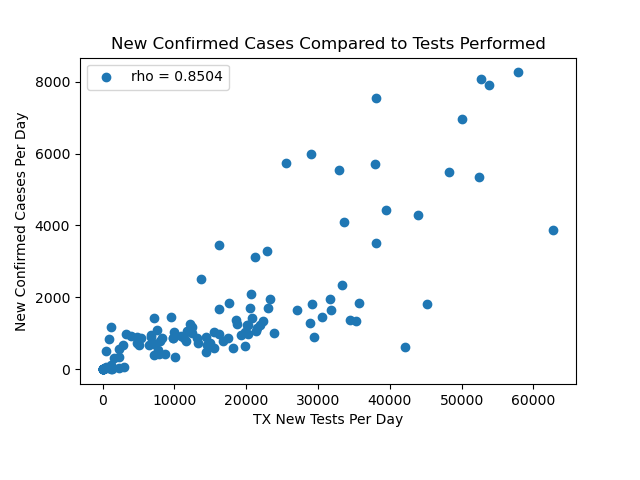 New Confirmed Cases Compared to Tests Performed
rho = 0.8504
8000
6000
4000
2000
0
New Confirmed Caeses Per Day
0 10000 20000 30000 40000 50000 60000
TX New Tests Per Day